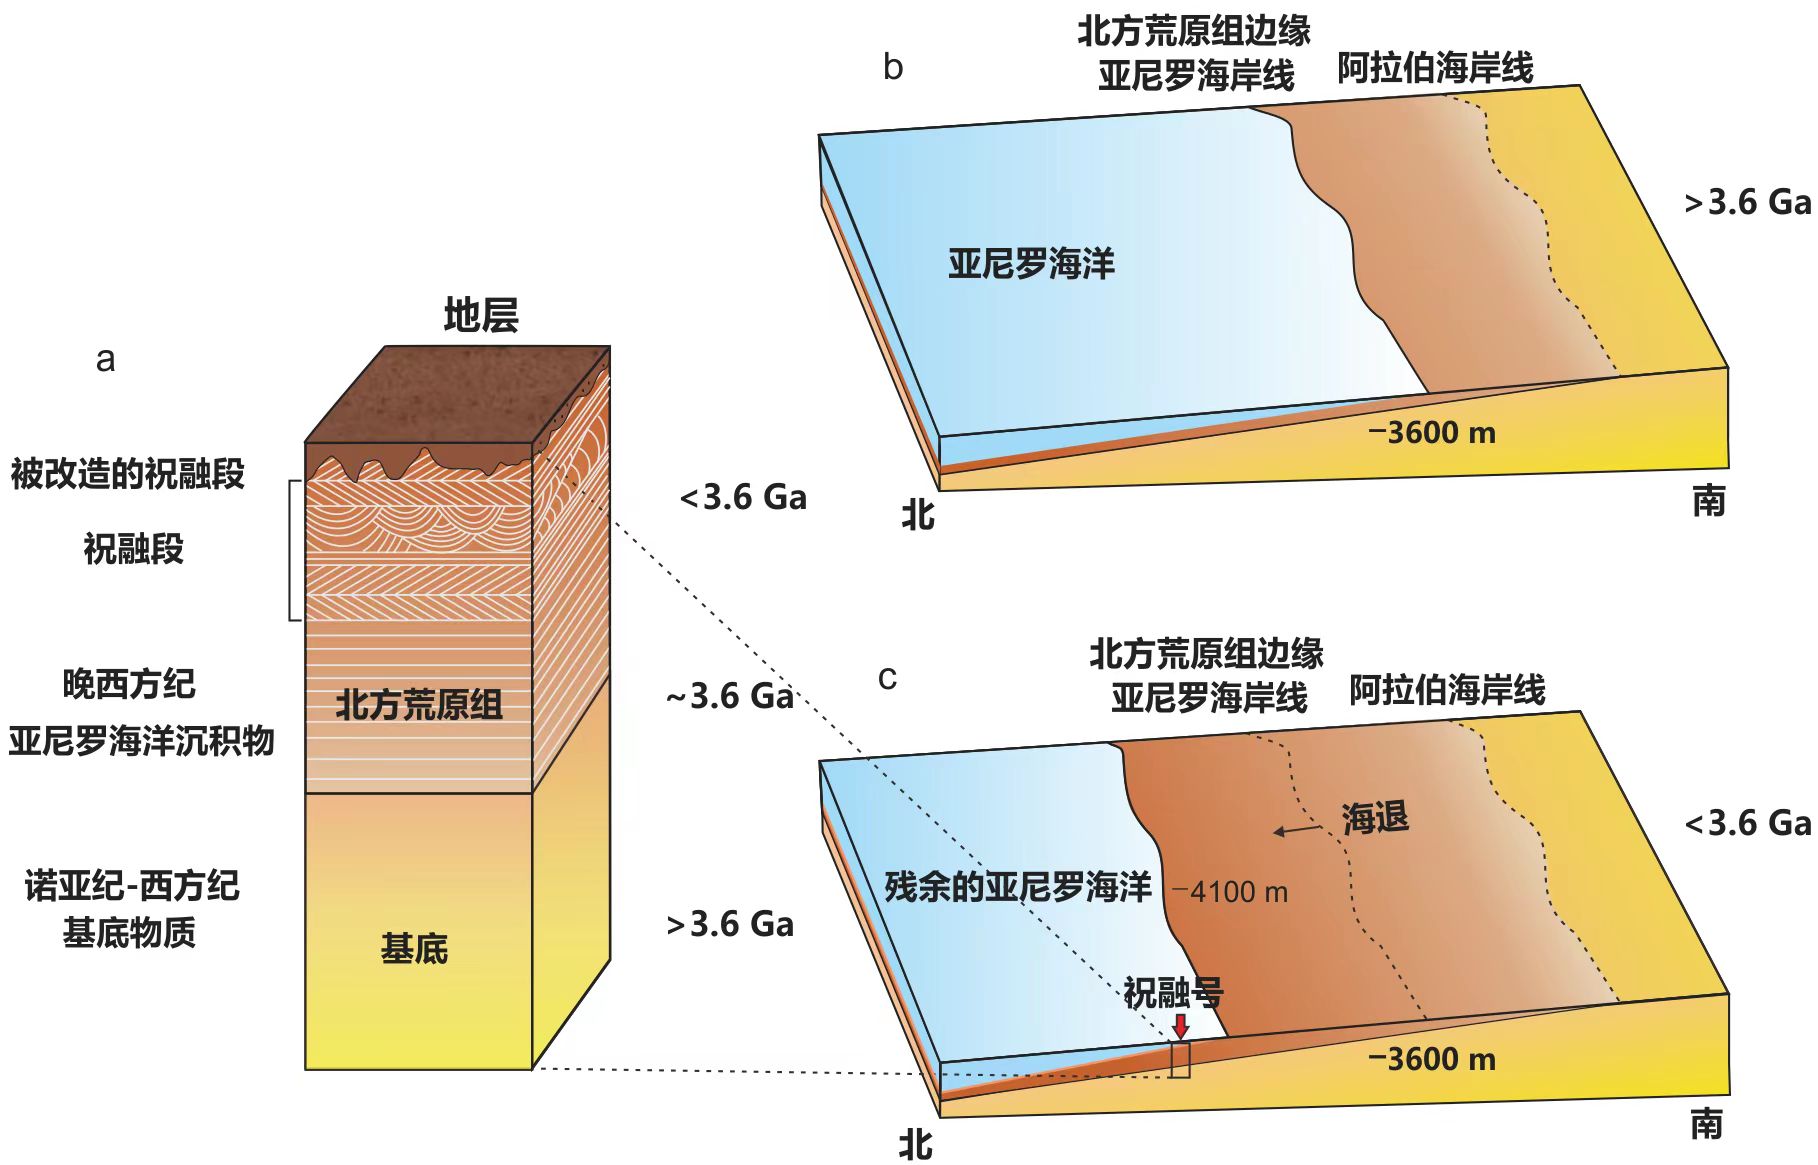 a
地层
被改造的祝融段
祝融段
<3.6 Ga
晚西方纪
亚尼罗海洋沉积物
北方荒原组
~3.6 Ga
诺亚纪-西方纪
基底物质
基底
>3.6 Ga
b
北方荒原组边缘
亚尼罗海岸线
阿拉伯海岸线
>3.6 Ga
亚尼罗海洋
−3600 m
北
南
c
北方荒原组边缘
亚尼罗海岸线
阿拉伯海岸线
海退
<3.6 Ga
残余的亚尼罗海洋
−4100 m
祝融号
−3600 m
北
南